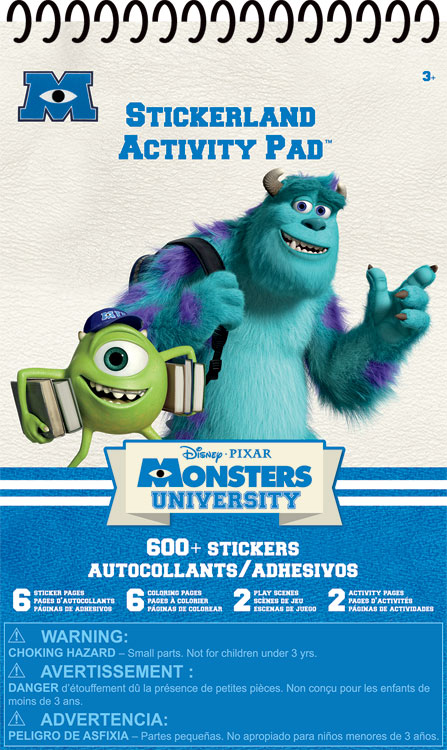 3+
STICKERLAND
ACTIVITY PAD™
MU
DISNEY · PIXAR
MONSTERS
UNIVERSITY
600+ STICKERS
AUTOCOLLANTS/ADHESIVOS
6 STICKER PAGES
PAGES D'AUTOCOLLANTS
PÁGINAS DE ADHESIVOS
6 COLORING PAGES
PAGES À COLORIER
PÁGINAS DE COLOREAR
2 PLAY SCENES
SCÈNES DE JEU
ESCENAS DE JUEGO
2 ACTIVITY PAGES
PAGES D'ACTIVITÉS
PÁGINAS DE ACTIVIDADES
WARNING:
CHOKING HAZARD – Small parts. Not for children under 3 yrs.
AVERTISSEMENT :
DANGER d'étouffement dû la présence de petites pièces. Non conçu pour les enfants de
moins de 3 ans.
ADVERTENCIA:
PELIGRO DE ASFIXIA – Partes pequeñas. No apropiado para niños menores de 3 años.